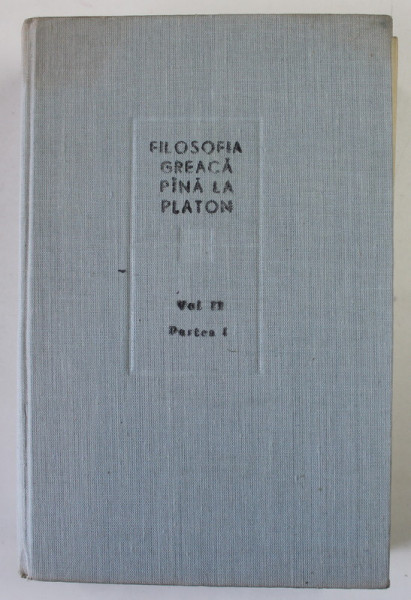 FILOSOFIA
GREACĂ
PÎNĂ LA
PLATON
Vol II
Partea I